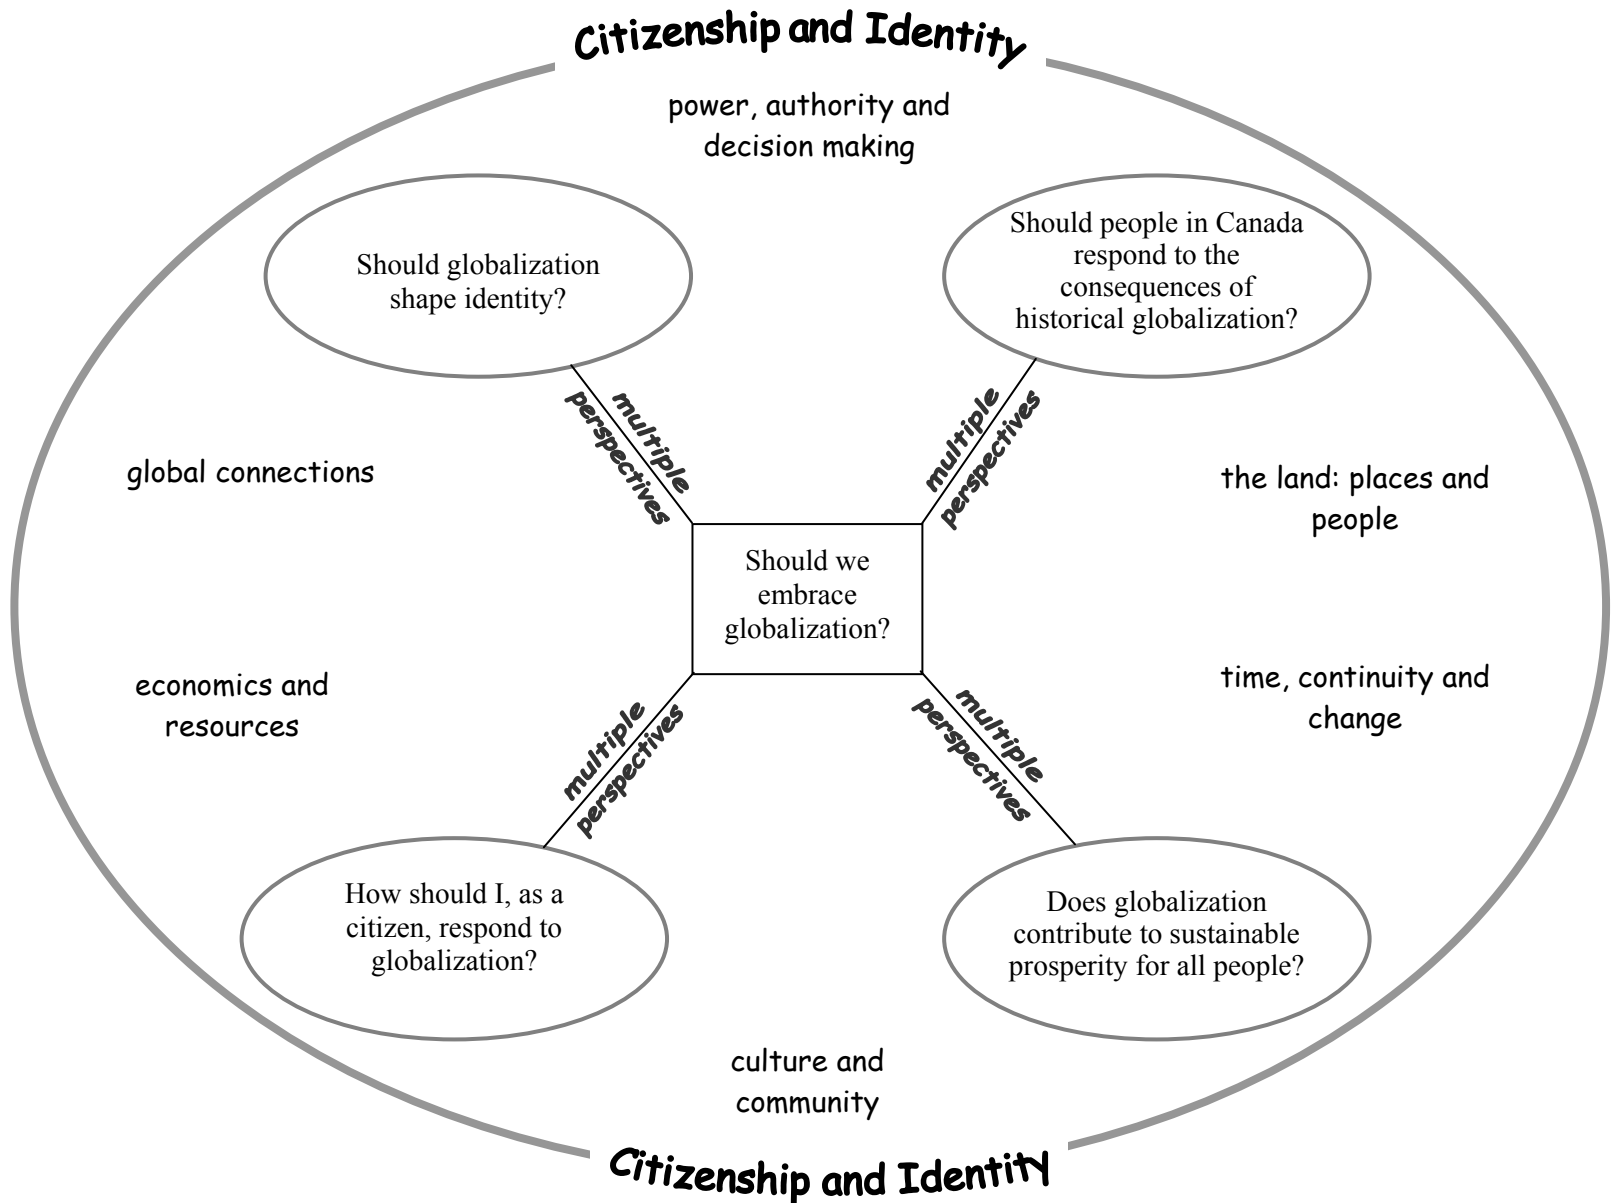 Citizenship and Identity
power, authority and
decision making
Should globalization
shape identity?
Should people in Canada
respond to the
consequences of
historical globalization?
multiple
perspectives
multiple
perspectives
global connections
the land: places and
people
Should we
embrace
globalization?
economics and
resources
time, continuity and
change
multiple
perspectives
multiple
perspectives
How should I, as a
citizen, respond to
globalization?
Does globalization
contribute to sustainable
prosperity for all people?
culture and
community
Citizenship and Identity